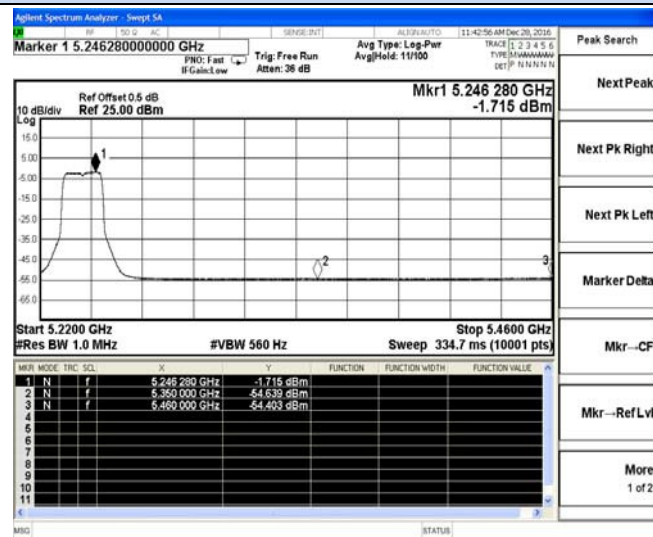 Agilent Spectrum Analyzer - Swept SA
RF 50 Ω AC SENSE:INT ALIGNAUTO 11:42:56 AM Dec 28, 2016
Marker 1 5.246280000000 GHz
PNO: Fast
IFGain:Low
Trig: Free Run
Atten: 36 dB
Avg Type: Log-Pwr
Avg|Hold: 11/100
TRACE 1 2 3 4 5 6
TYPE M
DET P N N N N N
Peak Search
Mkr1 5.246 280 GHz
-1.715 dBm
Ref Offset 0.5 dB
10 dB/div Ref 25.00 dBm
Log
15.0
5.00
-5.00
-15.0
-25.0
-35.0
-45.0
-55.0
-65.0
1
2
3
Start 5.2200 GHz
Stop 5.4600 GHz
#Res BW 1.0 MHz
#VBW 560 Hz
Sweep 334.7 ms (10001 pts)
MKR MODE TRC SCL X Y FUNCTION FUNCTION WIDTH FUNCTION VALUE
1 N f 5.246 280 GHz -1.715 dBm
2 N f 5.350 000 GHz -54.639 dBm
3 N f 5.460 000 GHz -54.403 dBm
4
5
6
7
8
9
10
11
MSG
STATUS
Next Peak
Next Pk Right
Next Pk Left
Marker Delta
Mkr→CF
Mkr→RefLvl
More
1 of 2